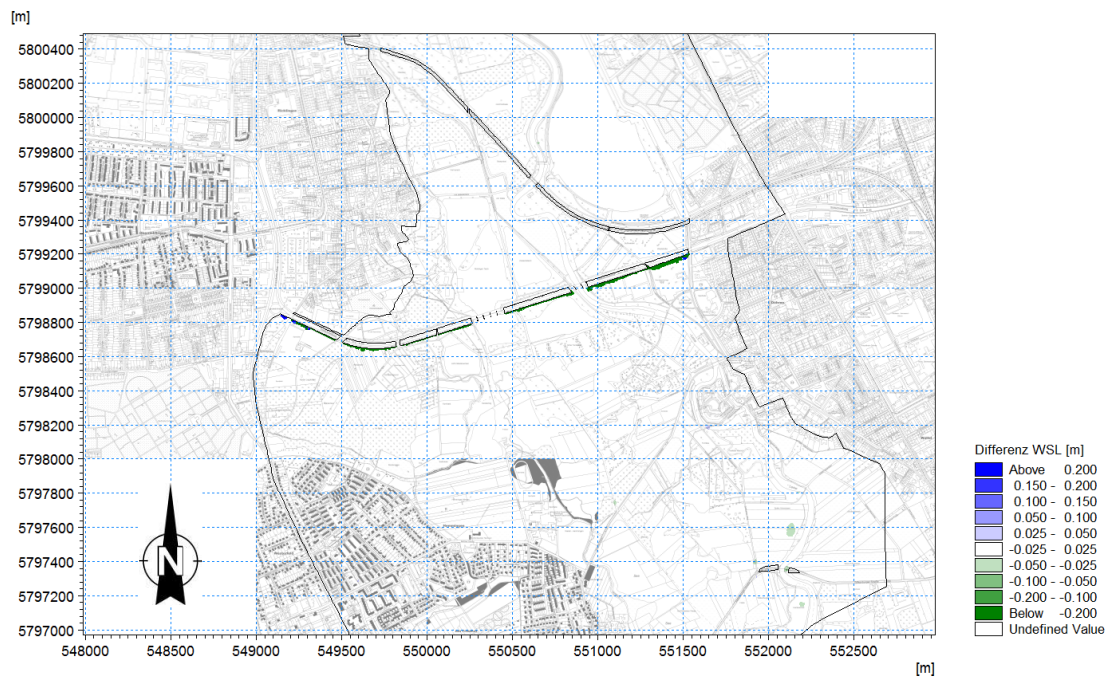 [m]
5800400
5800200
5800000
5799800
5799600
5799400
5799200
5799000
5798800
5798600
5798400
5798200
5798000
5797800
5797600
5797400
5797200
5797000
548000 548500 549000 549500 550000 550500 551000 551500 552000 552500
[m]
N
Differenz WSL [m]
Above 0.200
0.150 - 0.200
0.100 - 0.150
0.050 - 0.100
0.025 - 0.050
-0.025 - 0.025
-0.050 - -0.025
-0.100 - -0.050
-0.200 - -0.100
Below -0.200
Undefined Value